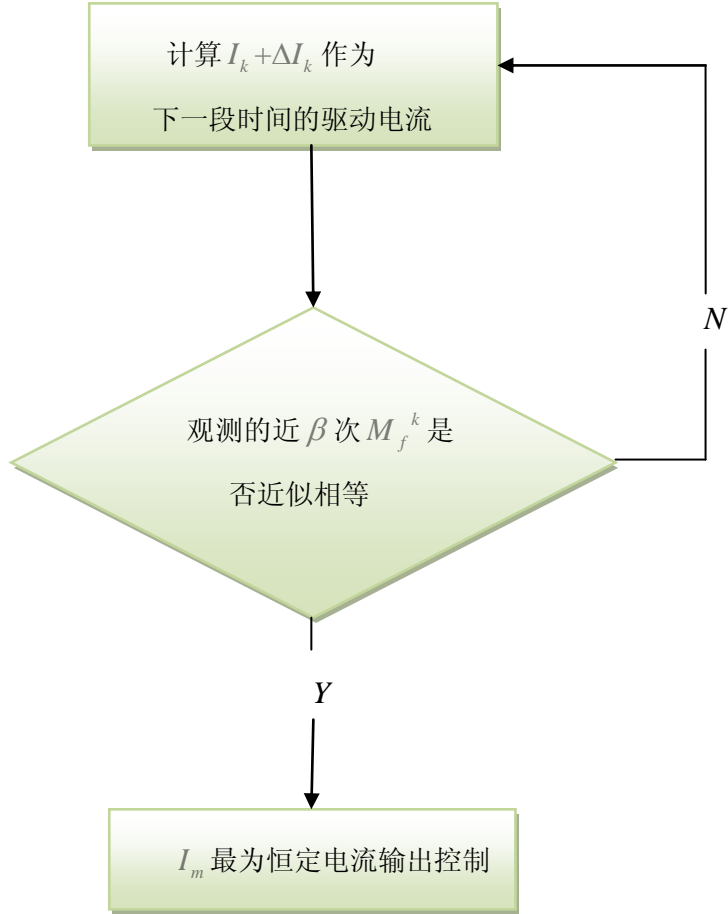 计算 I_k+ΔI_k 作为
下一段时间的驱动电流
N
观测的近 β 次 M_f^k 是
否近似相等
Y
I_m 最为恒定电流输出控制